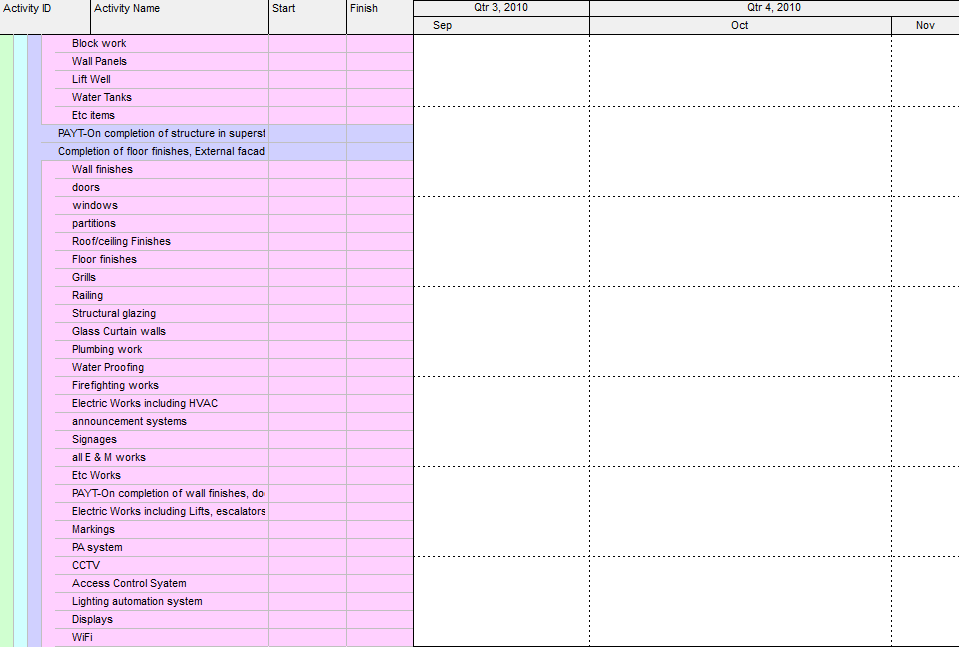 Activity ID Activity Name Start Finish Qtr 3, 2010 Qtr 4, 2010
Sep Oct Nov
Block work
Wall Panels
Lift Well
Water Tanks
Etc items
PAYT-On completion of structure in superst
Completion of floor finishes, External facad
Wall finishes
doors
windows
partitions
Roof/ceiling Finishes
Floor finishes
Grills
Railing
Structural glazing
Glass Curtain walls
Plumbing work
Water Proofing
Firefighting works
Electric Works including HVAC
announcement systems
Signages
all E & M works
Etc Works
PAYT-On completion of wall finishes, do
Electric Works including Lifts, escalators
Markings
PA system
CCTV
Access Control SyAtem
Lighting automation system
Displays
WiFi